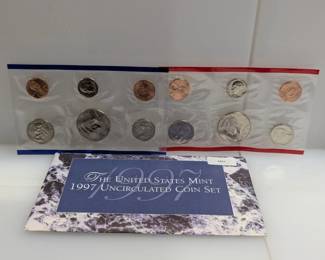 1997
THE UNITED STATES MINT
1997 UNCIRCULATED COIN SET